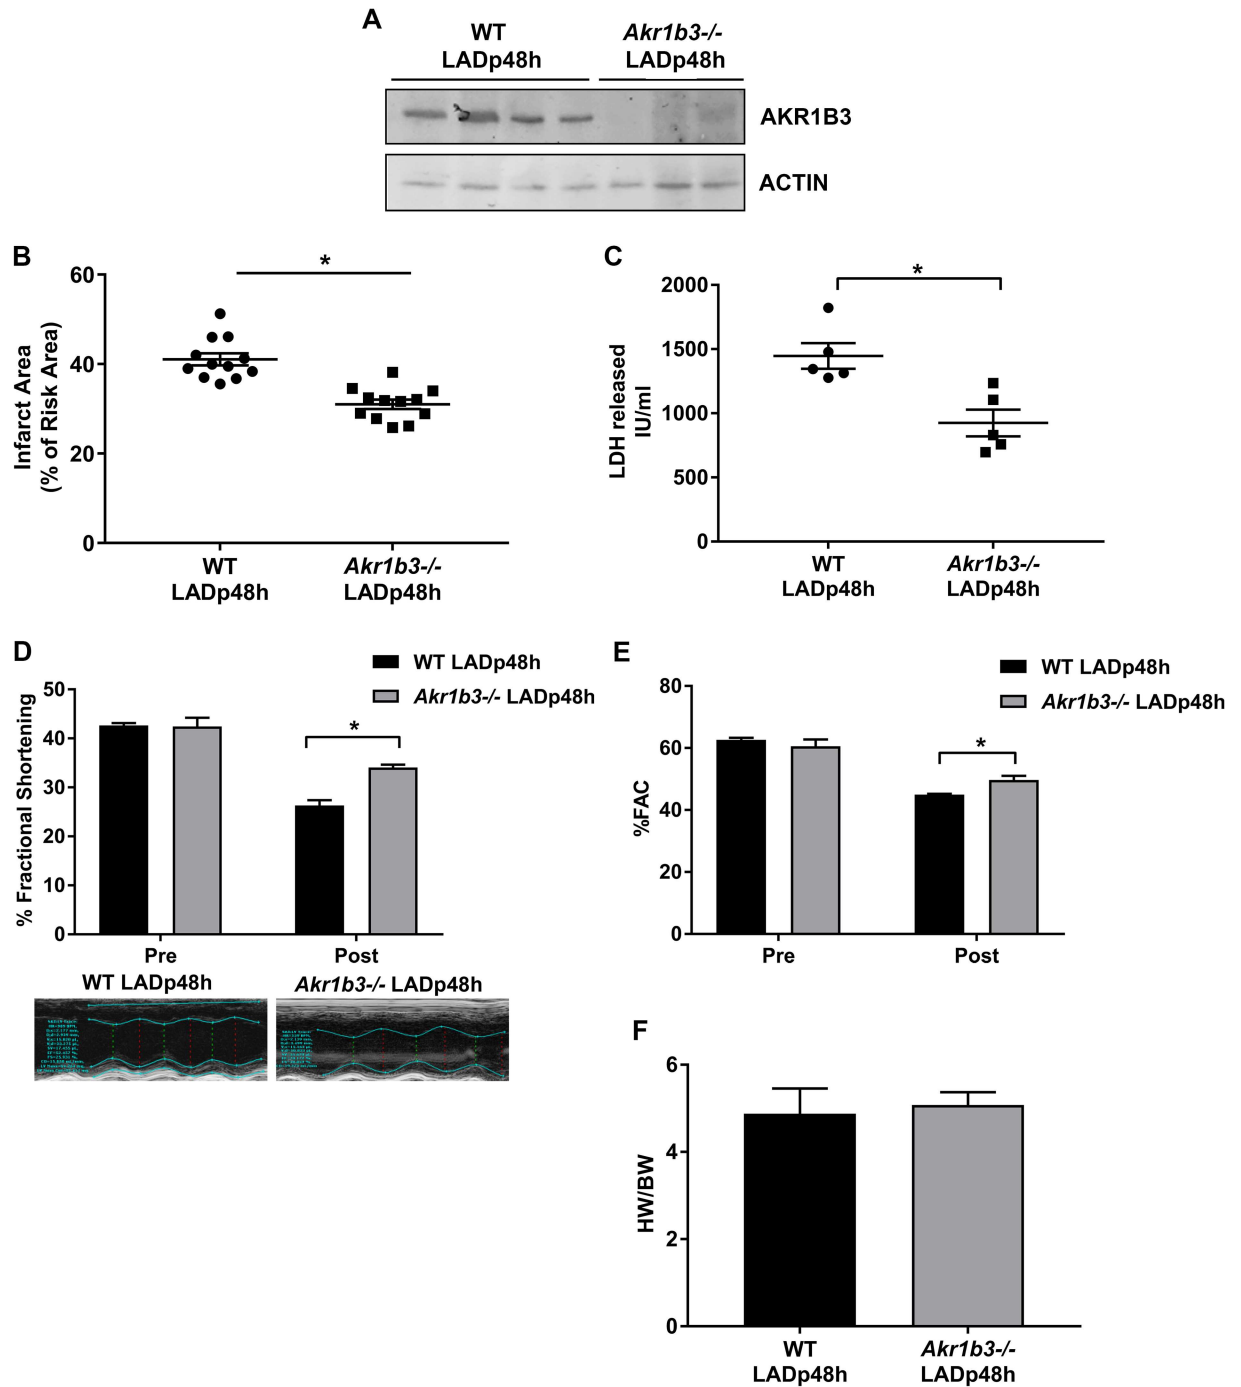 A
WT
LADp48h
Akr1b3-/-
LADp48h
AKR1B3
ACTIN
B
*
60
40
20
0
Infarct Area
(% of Risk Area)
WT
LADp48h
Akr1b3-/-
LADp48h
C
*
2000
1500
1000
500
0
LDH released
IU/ml
WT
LADp48h
Akr1b3-/-
LADp48h
D
WT LADp48h
Akr1b3-/- LADp48h
50
40
30
20
10
0
% Fractional Shortening
*
Pre
Post
WT LADp48h
Akr1b3-/- LADp48h
E
WT LADp48h
Akr1b3-/- LADp48h
80
60
40
20
0
%FAC
*
Pre
Post
F
6
4
2
0
HW/BW
WT
LADp48h
Akr1b3-/-
LADp48h